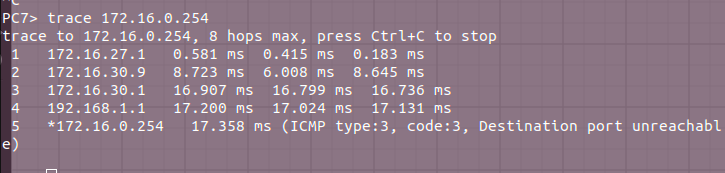 PC7> trace 172.16.0.254
trace to 172.16.0.254, 8 hops max, press Ctrl+C to stop
1 172.16.27.1 0.581 ms 0.415 ms 0.183 ms
2 172.16.30.9 8.723 ms 6.008 ms 8.645 ms
3 172.16.30.1 16.907 ms 16.799 ms 16.736 ms
4 192.168.1.1 17.200 ms 17.024 ms 17.131 ms
5 *172.16.0.254 17.358 ms (ICMP type:3, code:3, Destination port unreachabl
e)